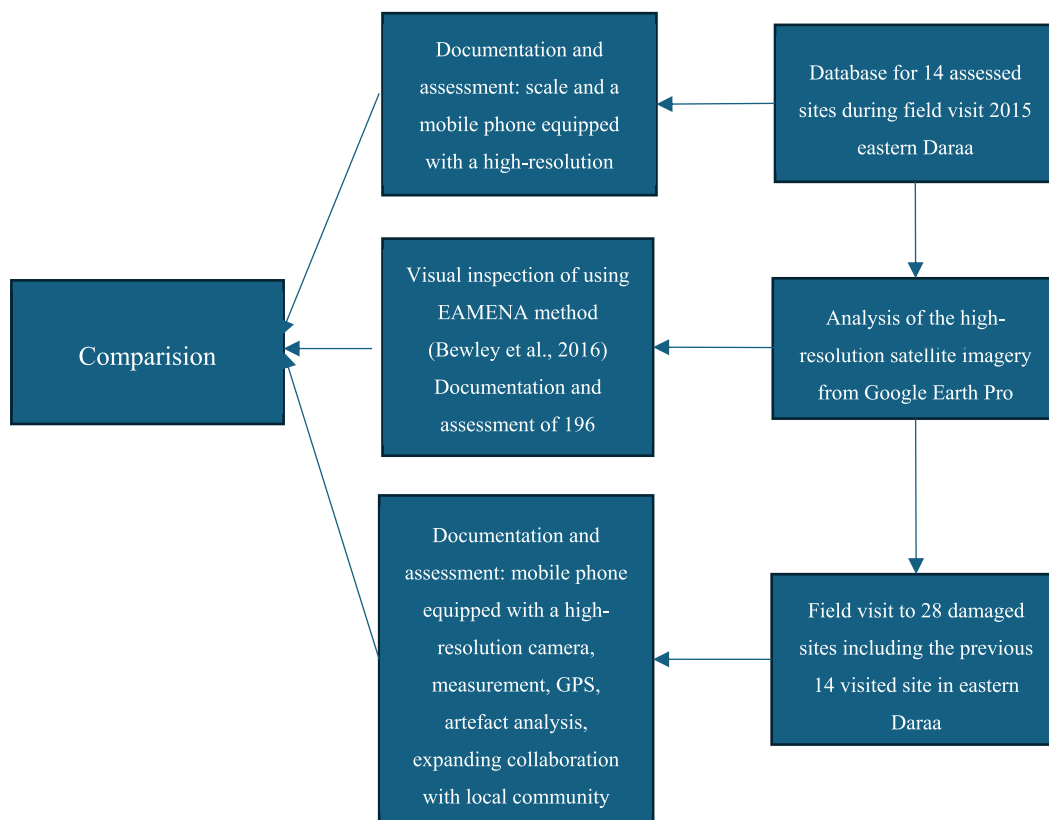 Documentation and
assessment: scale and a
mobile phone equipped
with a high-resolution
Database for 14 assessed
sites during field visit 2015
eastern Daraa
Comparision
Visual inspection of using
EAMENA method
(Bewley et al., 2016)
Documentation and
assessment of 196
Analysis of the high-
resolution satellite imagery
from Google Earth Pro
Documentation and
assessment: mobile phone
equipped with a high-
resolution camera,
measurement, GPS,
artefact analysis,
expanding collaboration
with local community
Field visit to 28 damaged
sites including the previous
14 visited site in eastern
Daraa